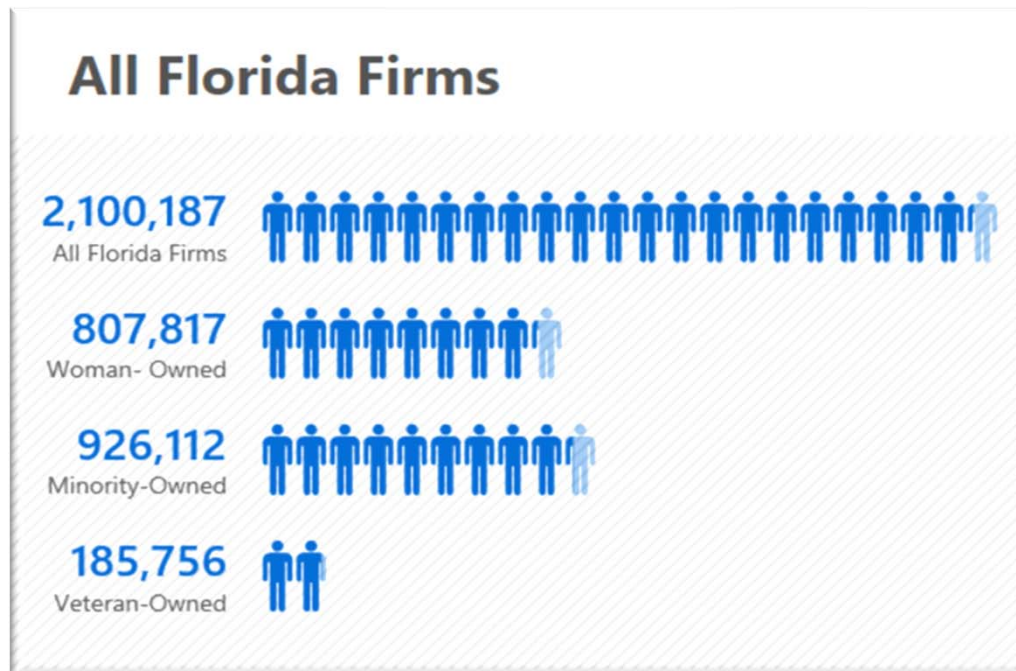 All Florida Firms
2,100,187
All Florida Firms
807,817
Woman- Owned
926,112
Minority-Owned
185,756
Veteran-Owned